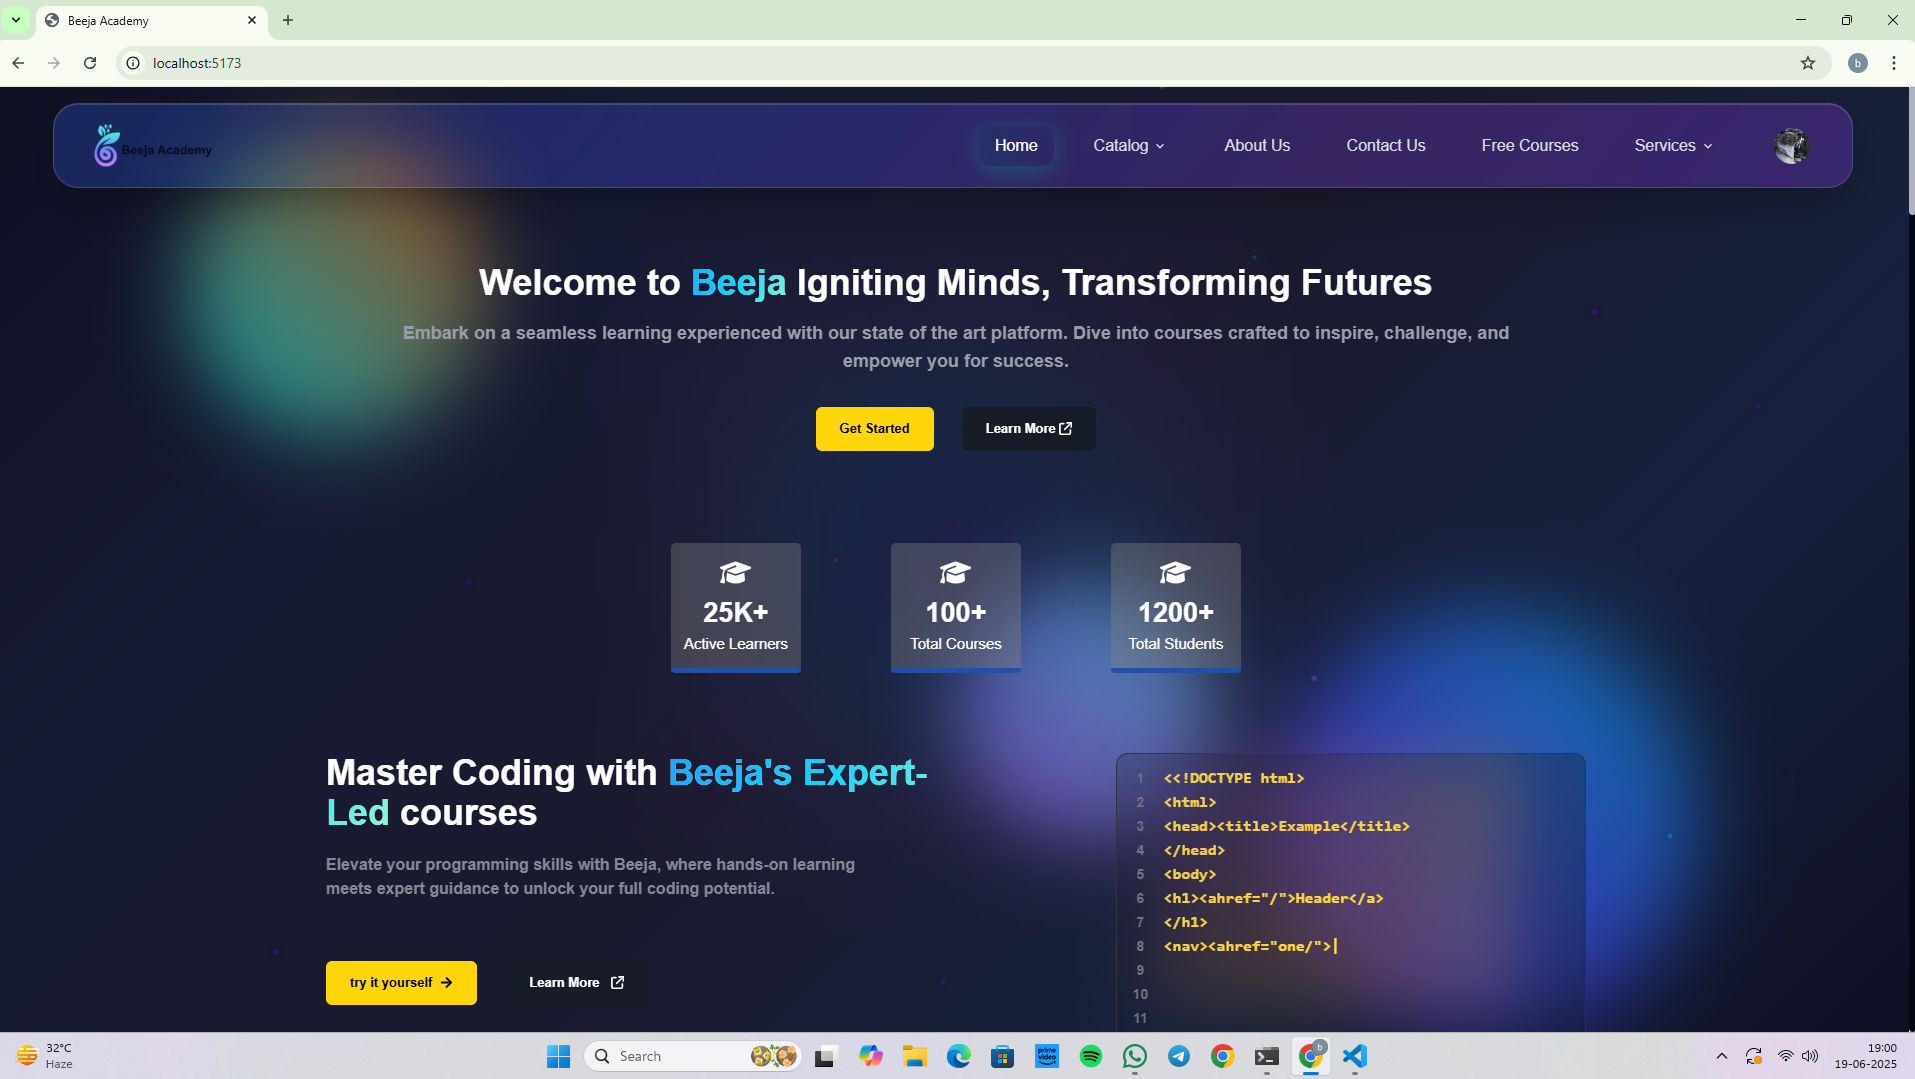 Beeja Academy
localhost:5173
b
Beeja Academy
Home
Catalog
About Us
Contact Us
Free Courses
Services
Welcome to Beeja Igniting Minds, Transforming Futures
Embark on a seamless learning experienced with our state of the art platform. Dive into courses crafted to inspire, challenge, and
empower you for success.
Get Started
Learn More
25K+
Active Learners
100+
Total Courses
1200+
Total Students
Master Coding with Beeja's Expert-
Led courses
Elevate your programming skills with Beeja, where hands-on learning
meets expert guidance to unlock your full coding potential.
try it yourself
Learn More
1 <<!DOCTYPE html>
2 <html>
3 <head><title>Example</title>
4 </head>
5 <body>
6 <h1><ahref="/">Header</a>
7 </h1>
8 <nav><ahref="one/">|
9
10
11
32°C
Haze
Search
prime video
b
19:00
19-06-2025